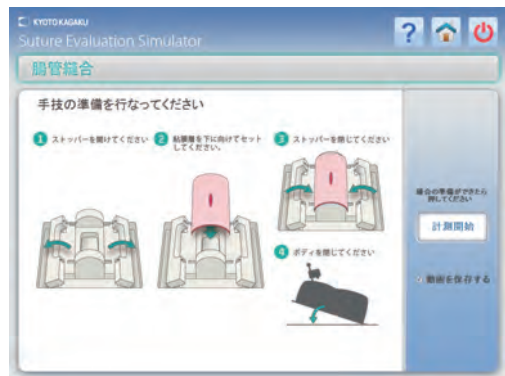 KYOTO KAGAKU
Suture Evaluation Simulator
?
腸管縫合
手技の準備を行なってください
1 ストッパーを開けてください
2 粘膜層を下に向けてセット
してください。
3 ストッパーを閉じてください
4 ボディを閉じてください
縫合の準備ができたら
押してください
計測開始
動画を保存する